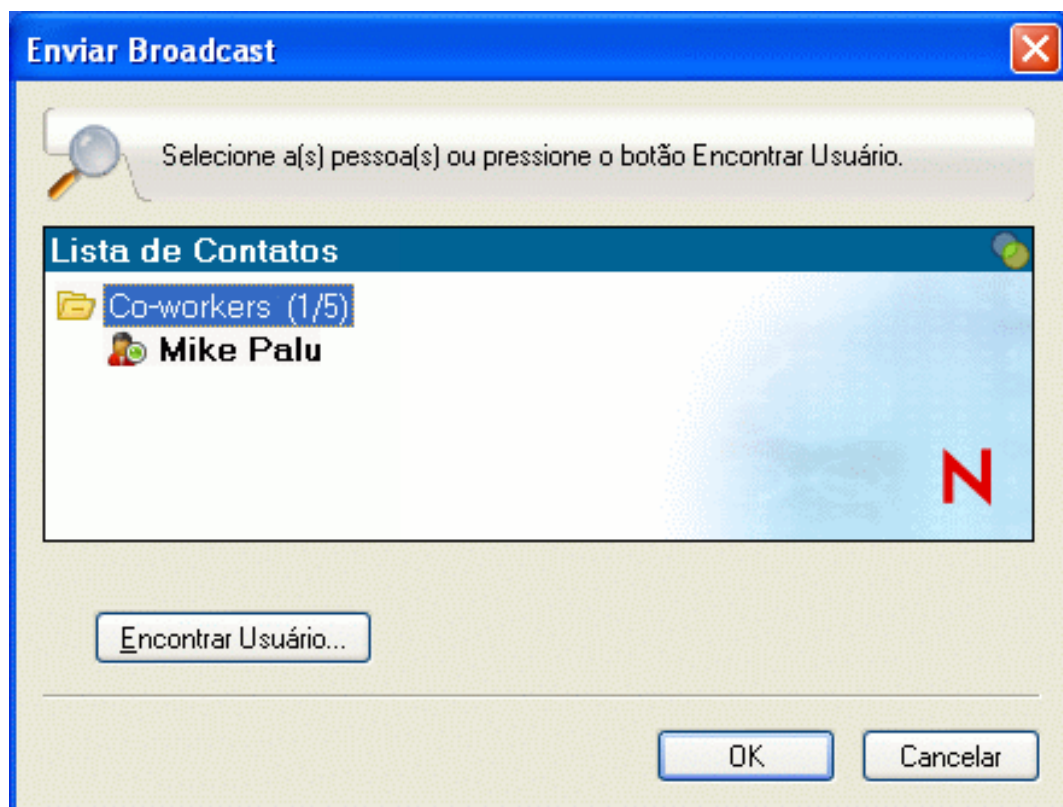 Enviar Broadcast
Selecione a(s) pessoa(s) ou pressione o botão Encontrar Usuário.
Lista de Contatos
Co-workers (1/5)
Mike Palu
N
Encontrar Usuário...
OK
Cancelar